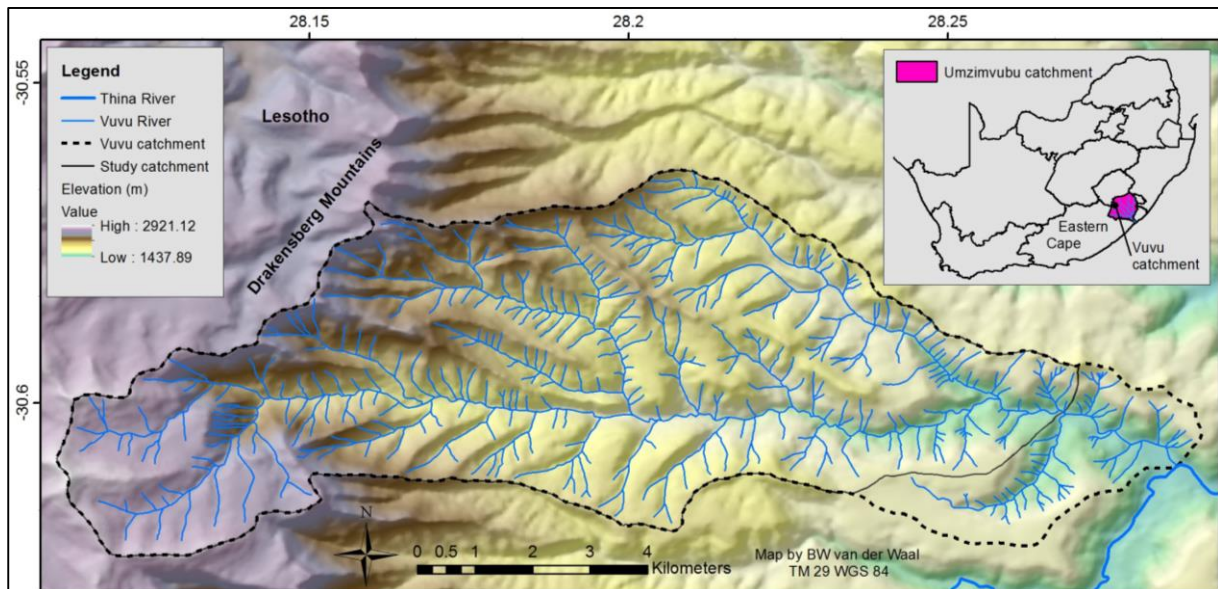 28.15
28.2
28.25
-30.55
-30.6
Legend
Thina River
Vuvu River
Vuvu catchment
Study catchment
Elevation (m)
Value
High : 2921.12
Low : 1437.89
Lesotho
Drakensberg Mountains
Umzimvubu catchment
Eastern
Cape
Vuvu
catchment
N
0 0.5 1 2 3 4
Kilometers
Map by BW van der Waal
TM 29 WGS 84